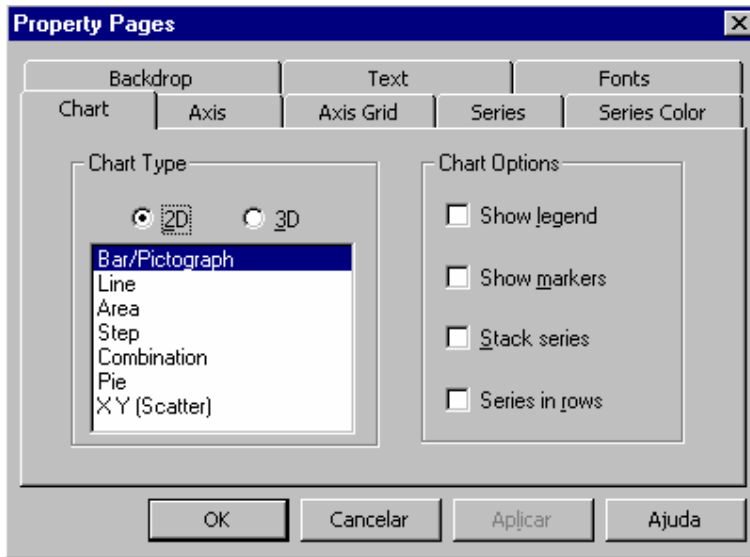 Property Pages
Backdrop Text Fonts
Chart Axis Axis Grid Series Series Color
Chart Type
2D 3D
Bar/Pictograph
Line
Area
Step
Combination
Pie
X Y (Scatter)
Chart Options
Show legend
Show markers
Stack series
Series in rows
OK Cancelar Aplicar Ajuda